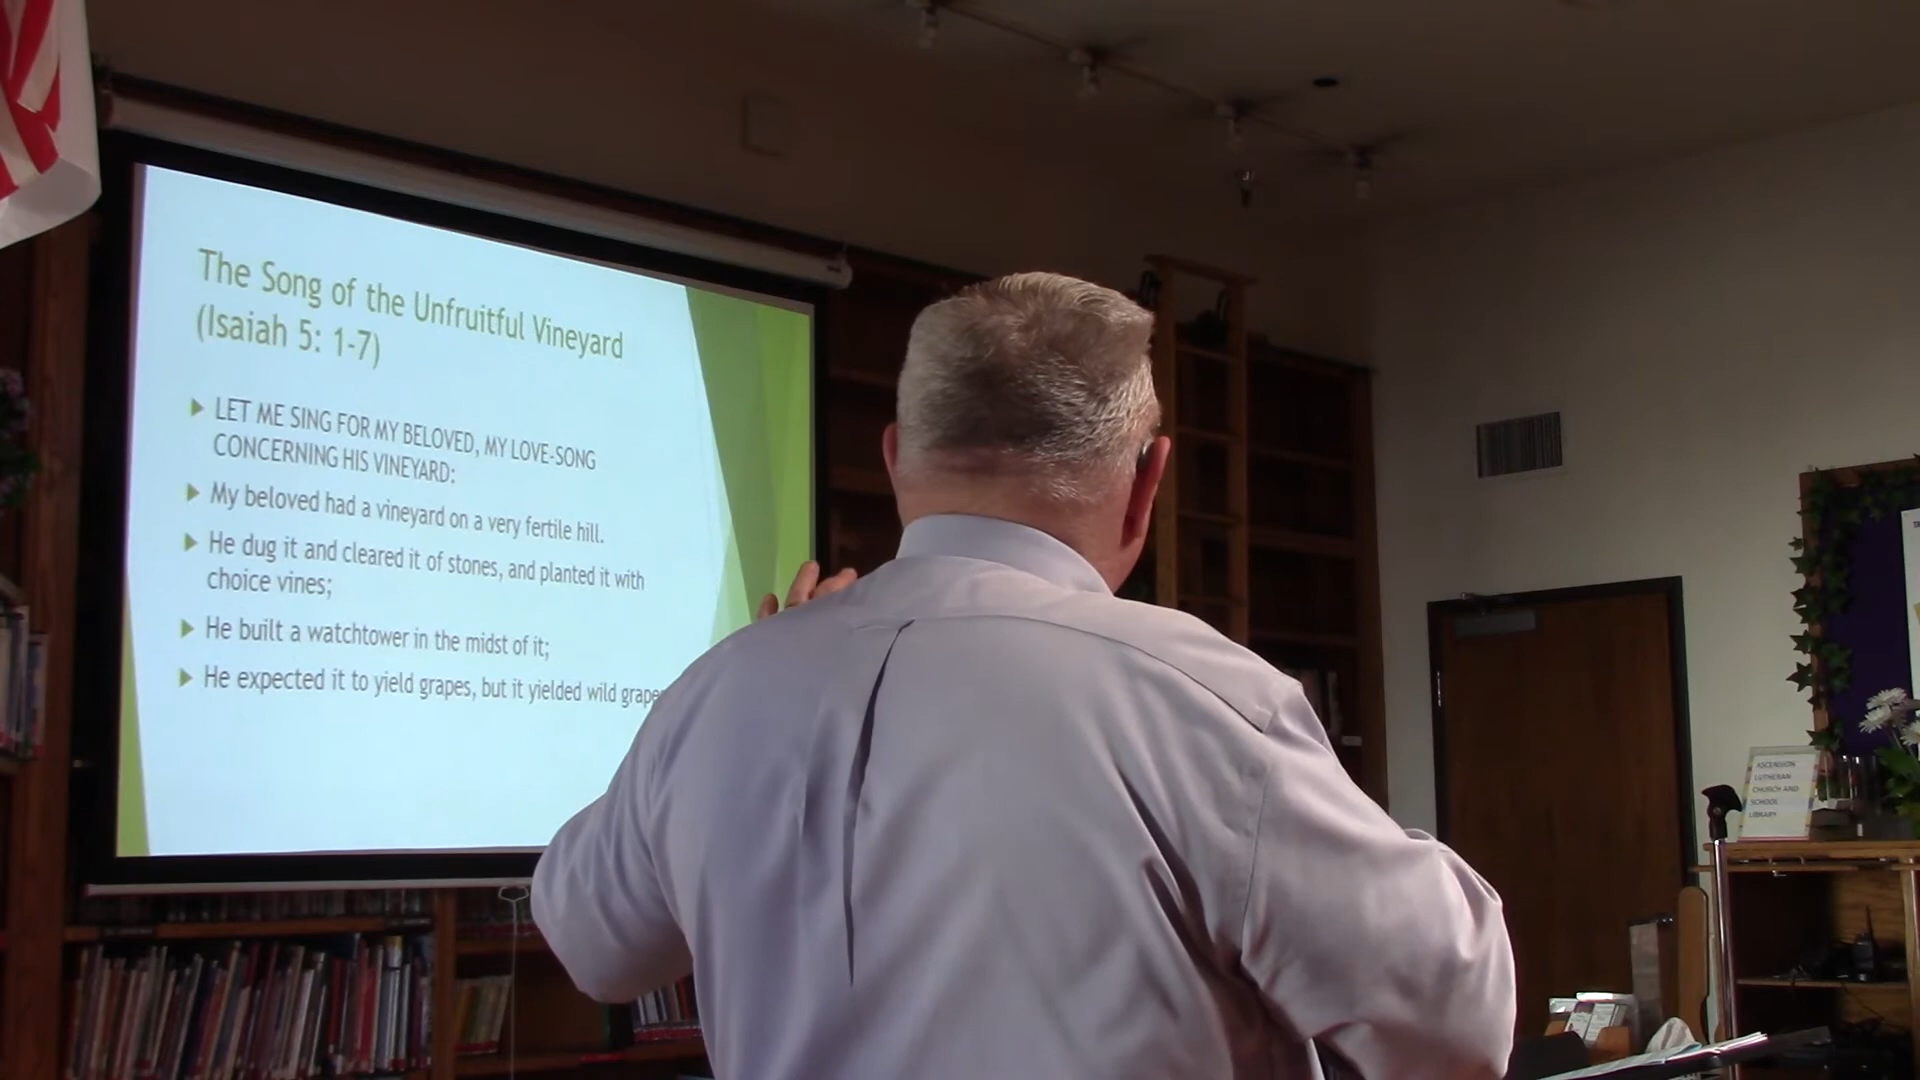 The Song of the Unfruitful Vineyard
(Isaiah 5: 1-7)
LET ME SING FOR MY BELOVED, MY LOVE-SONG
CONCERNING HIS VINEYARD:
My beloved had a vineyard on a very fertile hill.
He dug it and cleared it of stones, and planted it with
choice vines;
He built a watchtower in the midst of it;
He expected it to yield grapes, but it yielded wild grape
ASCENSION
LUTHERAN
CHURCH AND
SCHOOL
LIBRARY